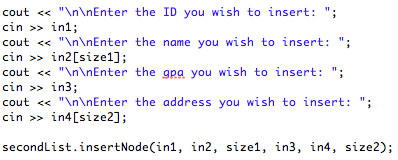 cout << "\n\nEnter the ID you wish to insert: ";
cin >> in1;
cout << "\n\nEnter the name you wish to insert: ";
cin >> in2[size1];
cout << "\n\nEnter the gpa you wish to insert: ";
cin >> in3;
cout << "\n\nEnter the address you wish to insert: ";
cin >> in4[size2];
secondList.insertNode(in1, in2, size1, in3, in4, size2);